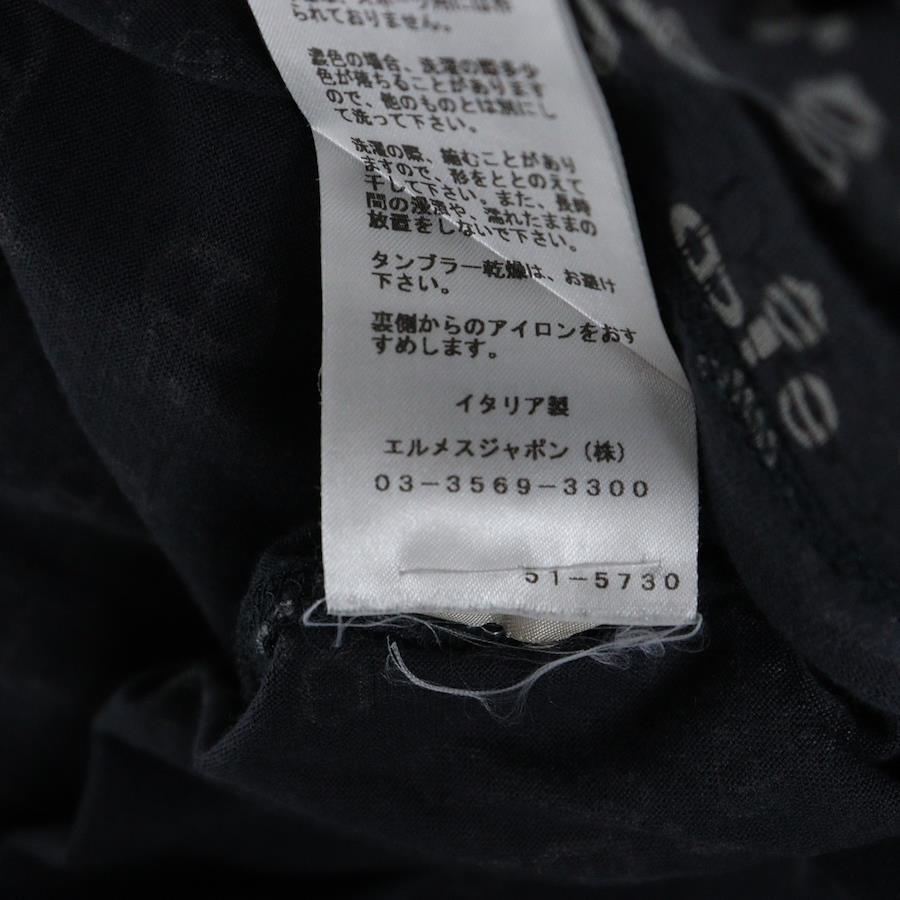 られておりません。
濃色の場合、洗濯の際多少
色が落ちることがあります
ので、他のものとは別にし
て洗って下さい。
洗濯の際、縮むことがあり
ますので、形をととのえて
干して下さい。また、長時
間の浸漬や、濡れたままの
放置をしないで下さい。
タンブラー乾燥は、お避け
下さい。
裏側からのアイロンをおす
すめします。
イタリア製
エルメスジャポン（株）
03-3569-3300
51-5730